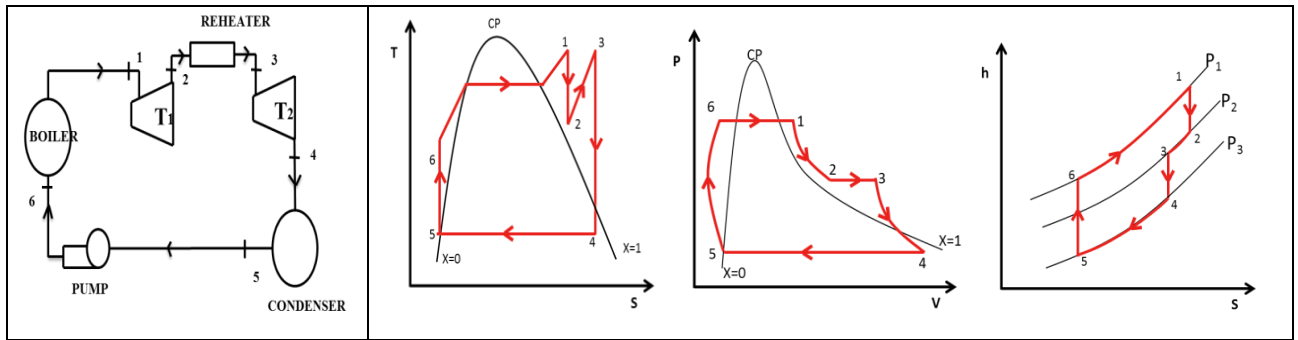 REHEATER
1
2
3
T1
T2
BOILER
4
6
5
PUMP
CONDENSER
T
CP
1
3
2
6
5
4
X=0
X=1
S
P
CP
6
1
2
3
5
4
X=0
X=1
V
h
P1
1
P2
2
3
P3
6
4
5
S